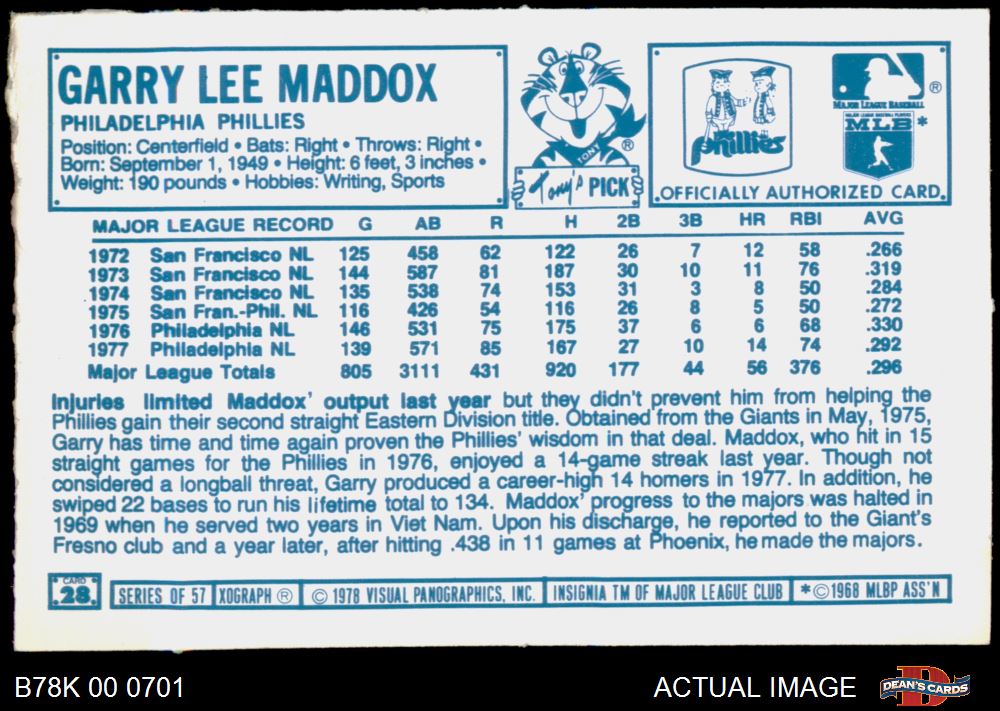 GARRY LEE MADDOX
PHILADELPHIA PHILLIES
Position: Centerfield • Bats: Right • Throws: Right •
Born: September 1, 1949 • Height: 6 feet, 3 inches •
Weight: 190 pounds • Hobbies: Writing, Sports
TONY ®
Tony's PICK
Phillies
®
MAJOR LEAGUE BASEBALL
MAJOR LEAGUE BASEBALL PLAYERS
MLB *
OFFICIALLY AUTHORIZED CARD.
MAJOR LEAGUE RECORD G AB R H 2B 3B HR RBI AVG
1972 San Francisco NL 125 458 62 122 26 7 12 58 .266
1973 San Francisco NL 144 587 81 187 30 10 11 76 .319
1974 San Francisco NL 135 538 74 153 31 3 8 50 .284
1975 San Fran.-Phil. NL 116 426 54 116 26 8 5 50 .272
1976 Philadelphia NL 146 531 75 175 37 6 6 68 .330
1977 Philadelphia NL 139 571 85 167 27 10 14 74 .292
Major League Totals 805 3111 431 920 177 44 56 376 .296
Injuries limited Maddox' output last year but they didn't prevent him from helping the
Phillies gain their second straight Eastern Division title. Obtained from the Giants in May, 1975,
Garry has time and time again proven the Phillies' wisdom in that deal. Maddox, who hit in 15
straight games for the Phillies in 1976, enjoyed a 14-game streak last year. Though not
considered a longball threat, Garry produced a career-high 14 homers in 1977. In addition, he
swiped 22 bases to run his lifetime total to 134. Maddox' progress to the majors was halted in
1969 when he served two years in Viet Nam. Upon his discharge, he reported to the Giant's
Fresno club and a year later, after hitting .438 in 11 games at Phoenix, he made the majors.
CARD
28 SERIES OF 57 XOGRAPH ® © 1978 VISUAL PANOGRAPHICS, INC. INSIGNIA TM OF MAJOR LEAGUE CLUB *©1968 MLBP ASS'N
B78K 00 0701 ACTUAL IMAGE D DEAN'S CARDS